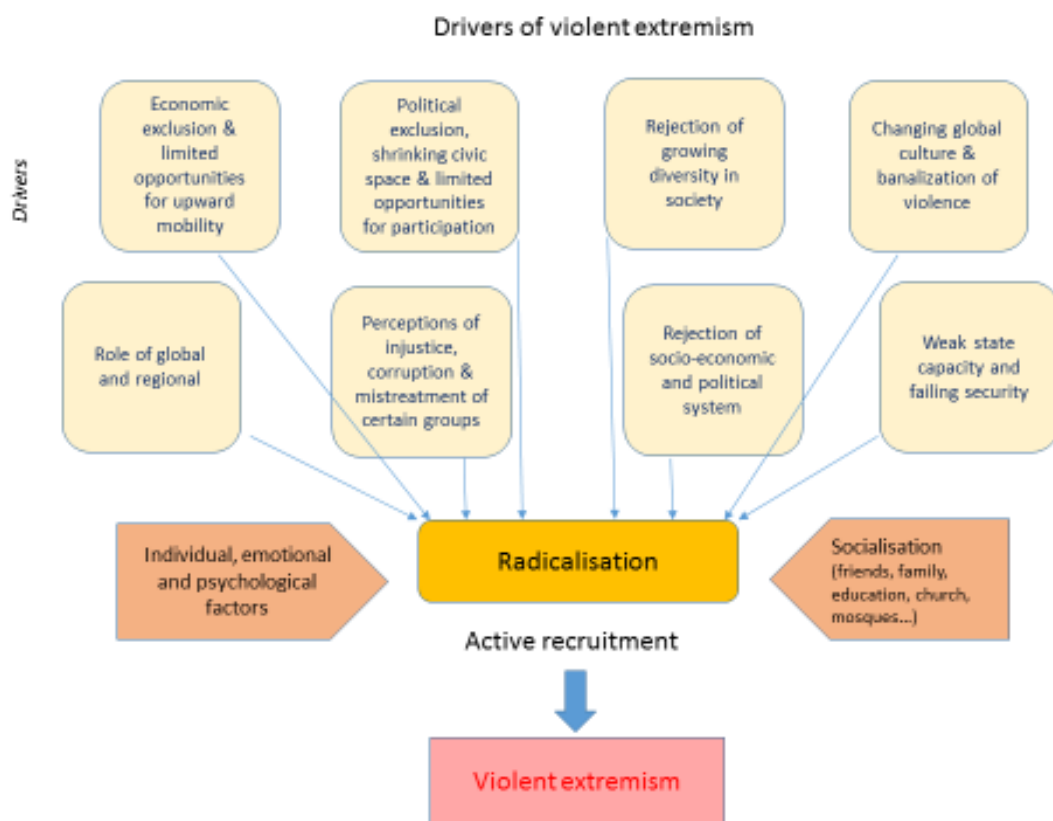 Drivers of violent extremism
Drivers
Economic
exclusion &
limited
opportunities
for upward
mobility
Political
exclusion,
shrinking civic
space & limited
opportunities
for participation
Rejection of
growing
diversity in
society
Changing global
culture &
banalization of
violence
Role of global
and regional
Perceptions of
injustice,
corruption &
mistreatment of
certain groups
Rejection of
socio-economic
and political
system
Weak state
capacity and
failing security
Individual, emotional
and psychological
factors
Radicalisation
Socialisation
(friends, family,
education, church,
mosques...)
Active recruitment
Violent extremism